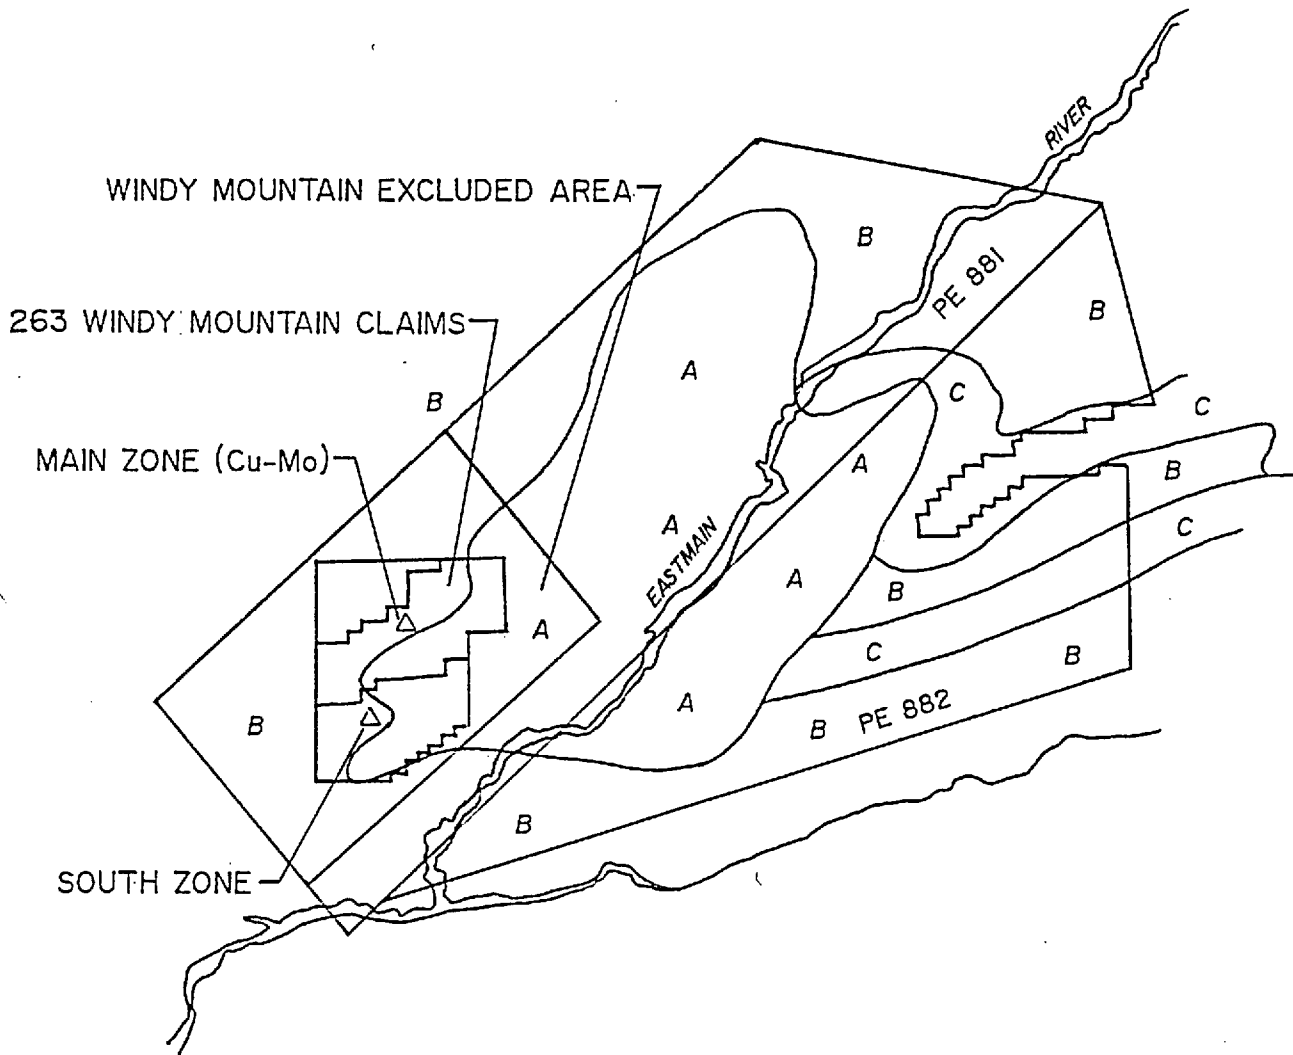 RIVER
WINDY MOUNTAIN EXCLUDED AREA
B
PE 881
263 WINDY MOUNTAIN CLAIMS
B
A
C
B
C
MAIN ZONE (Cu-Mo)
A
B
A
EASTMAIN
C
A
B
A
C
B
A
B
B
PE 882
B
SOUTH ZONE